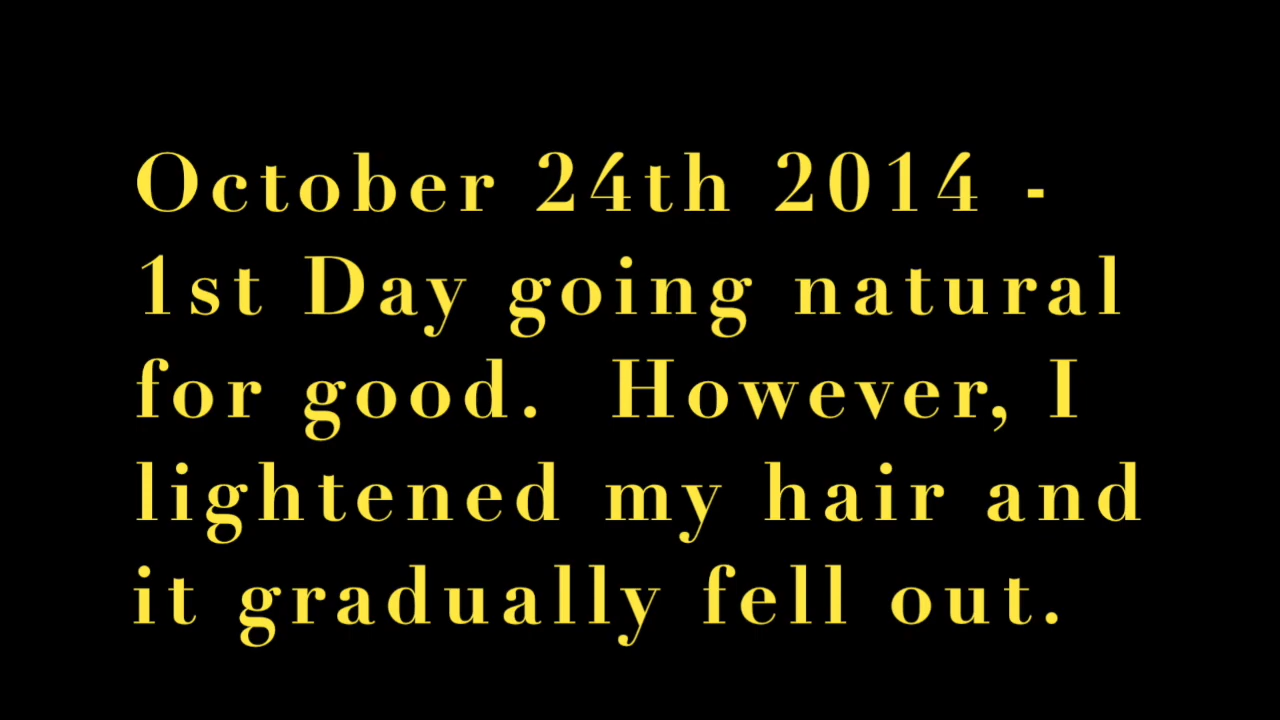 October 24th 2014 -
1st Day going natural
for good.  However, I
lightened my hair and
it gradually fell out.